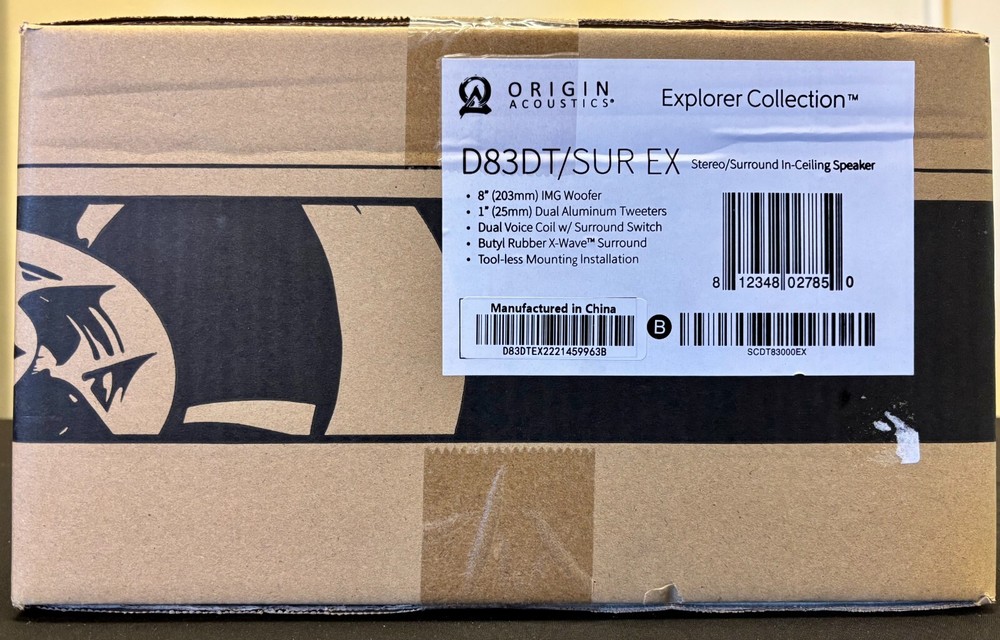 ORIGIN
ACOUSTICS®
Explorer Collection™
D83DT/SUR EX Stereo/Surround In-Ceiling Speaker
• 8" (203mm) IMG Woofer
• 1" (25mm) Dual Aluminum Tweeters
• Dual Voice Coil w/ Surround Switch
• Butyl Rubber X-Wave™ Surround
• Tool-less Mounting Installation
8 12348 02785 0
Manufactured in China
D83DTEX2221459963B
B
SCDT83000EX